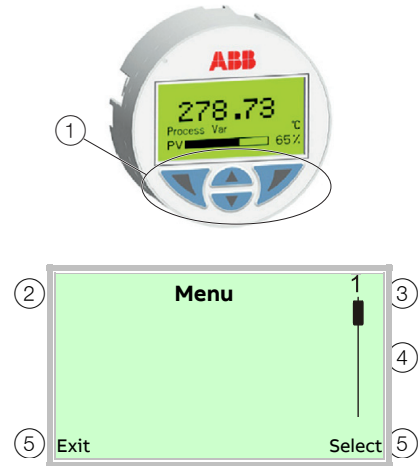 ABB
278.73
Process Var °C
PV 65%
1
Menu
1
2
3
4
5 Exit
Select 5